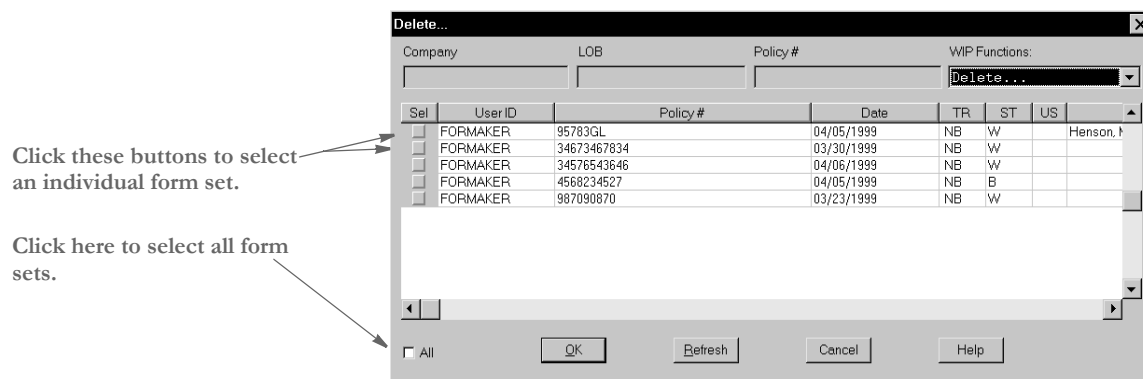 Delete...
Company LOB Policy # WIP Functions:
Delete...
Sel User ID Policy # Date TR ST US
FORMAKER 95783GL 04/05/1999 NB W Henson,
FORMAKER 34673467834 03/30/1999 NB W
FORMAKER 34576543646 04/06/1999 NB W
FORMAKER 4568234527 04/05/1999 NB B
FORMAKER 987090870 03/23/1999 NB W
Click these buttons to select
an individual form set.
Click here to select all form
sets.
All OK Refresh Cancel Help